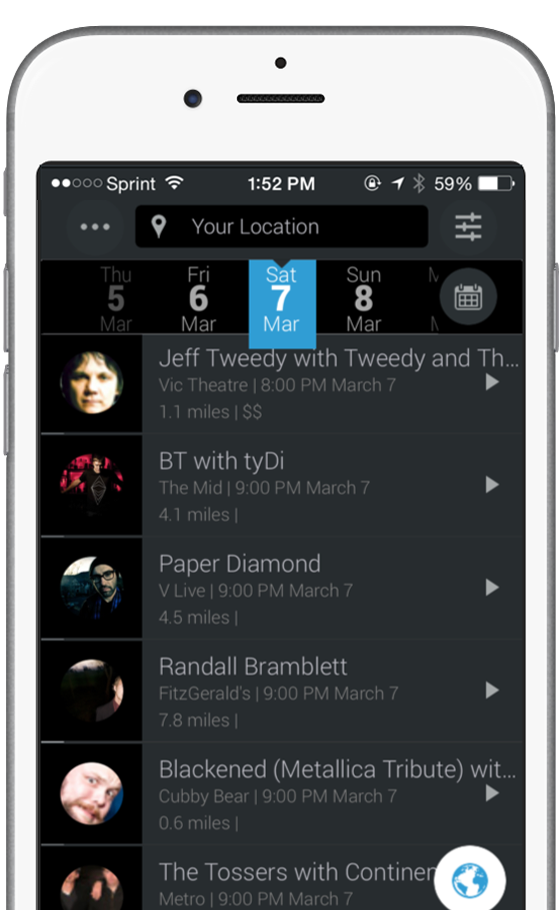 Sprint 1:52 PM 59%
Your Location
Thu Fri Sat Sun
5 6 7 8
Mar Mar Mar Mar
Jeff Tweedy with Tweedy and Th...
Vic Theatre | 8:00 PM March 7
1.1 miles | $$
BT with tyDi
The Mid | 9:00 PM March 7
4.1 miles |
Paper Diamond
V Live | 9:00 PM March 7
4.5 miles |
Randall Bramblett
FitzGerald's | 9:00 PM March 7
7.8 miles |
Blackened (Metallica Tribute) wit...
Cubby Bear | 9:00 PM March 7
0.6 miles |
The Tossers with Continen
Metro | 9:00 PM March 7